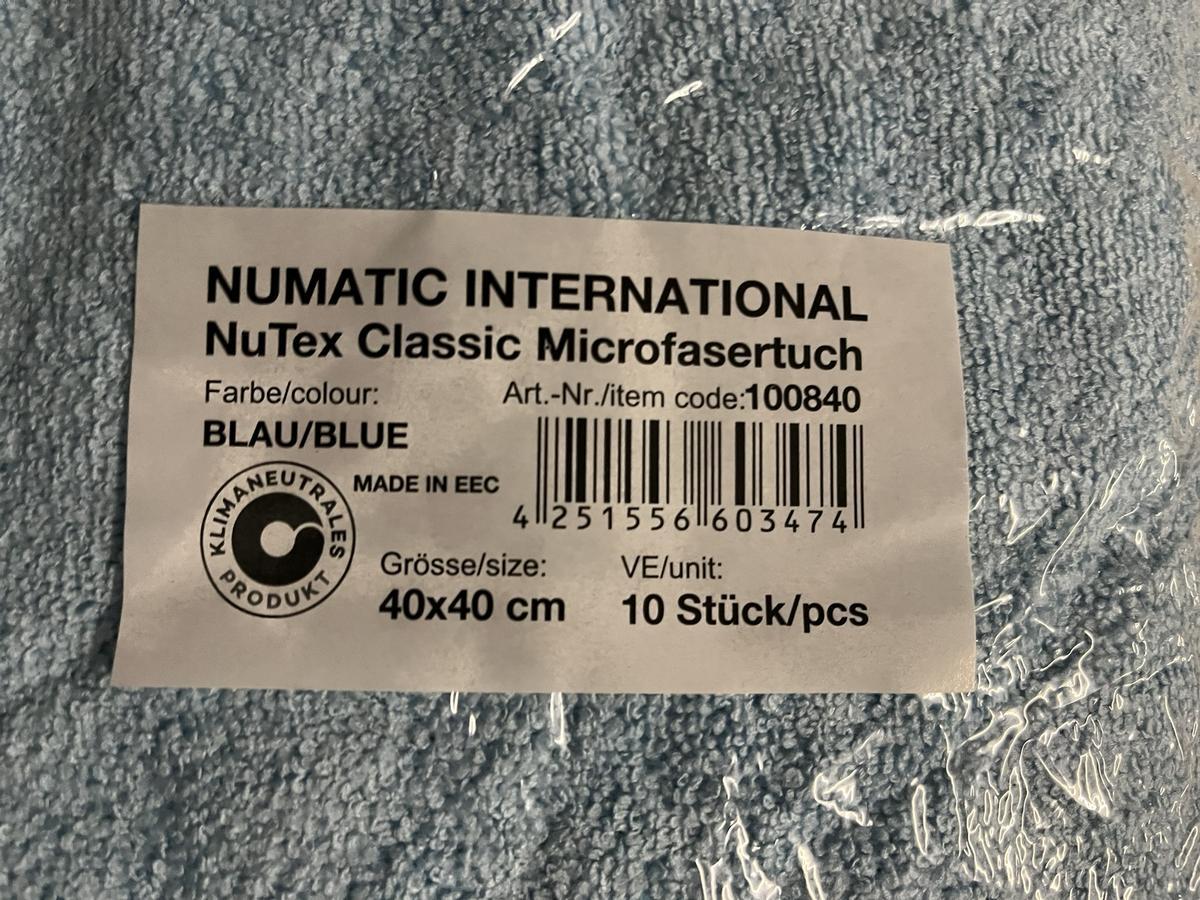 NUMATIC INTERNATIONAL
NuTex Classic Microfasertuch
Farbe/colour:
Art.-Nr./item code:100840
BLAU/BLUE
MADE IN EEC
4 251556 603474
KLIMANEUTRALES
PRODUKT
Grösse/size:
VE/unit:
40x40 cm
10 Stück/pcs